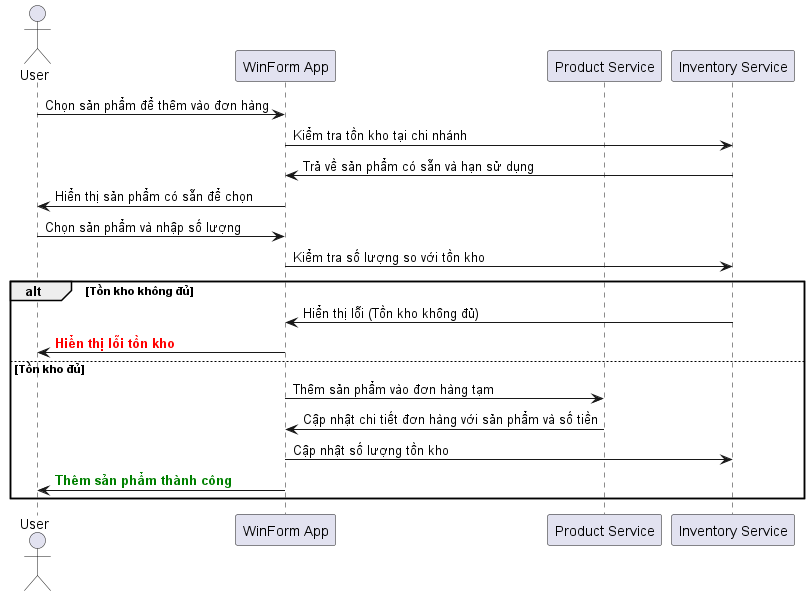 User
WinForm App
Product Service
Inventory Service
Chọn sản phẩm để thêm vào đơn hàng
Kiểm tra tồn kho tại chi nhánh
Trả về sản phẩm có sẵn và hạn sử dụng
Hiển thị sản phẩm có sẵn để chọn
Chọn sản phẩm và nhập số lượng
Kiểm tra số lượng so với tồn kho
alt
[Tồn kho không đủ]
Hiển thị lỗi (Tồn kho không đủ)
Hiển thị lỗi tồn kho
[Tồn kho đủ]
Thêm sản phẩm vào đơn hàng tạm
Cập nhật chi tiết đơn hàng với sản phẩm và số tiền
Cập nhật số lượng tồn kho
Thêm sản phẩm thành công
User
WinForm App
Product Service
Inventory Service